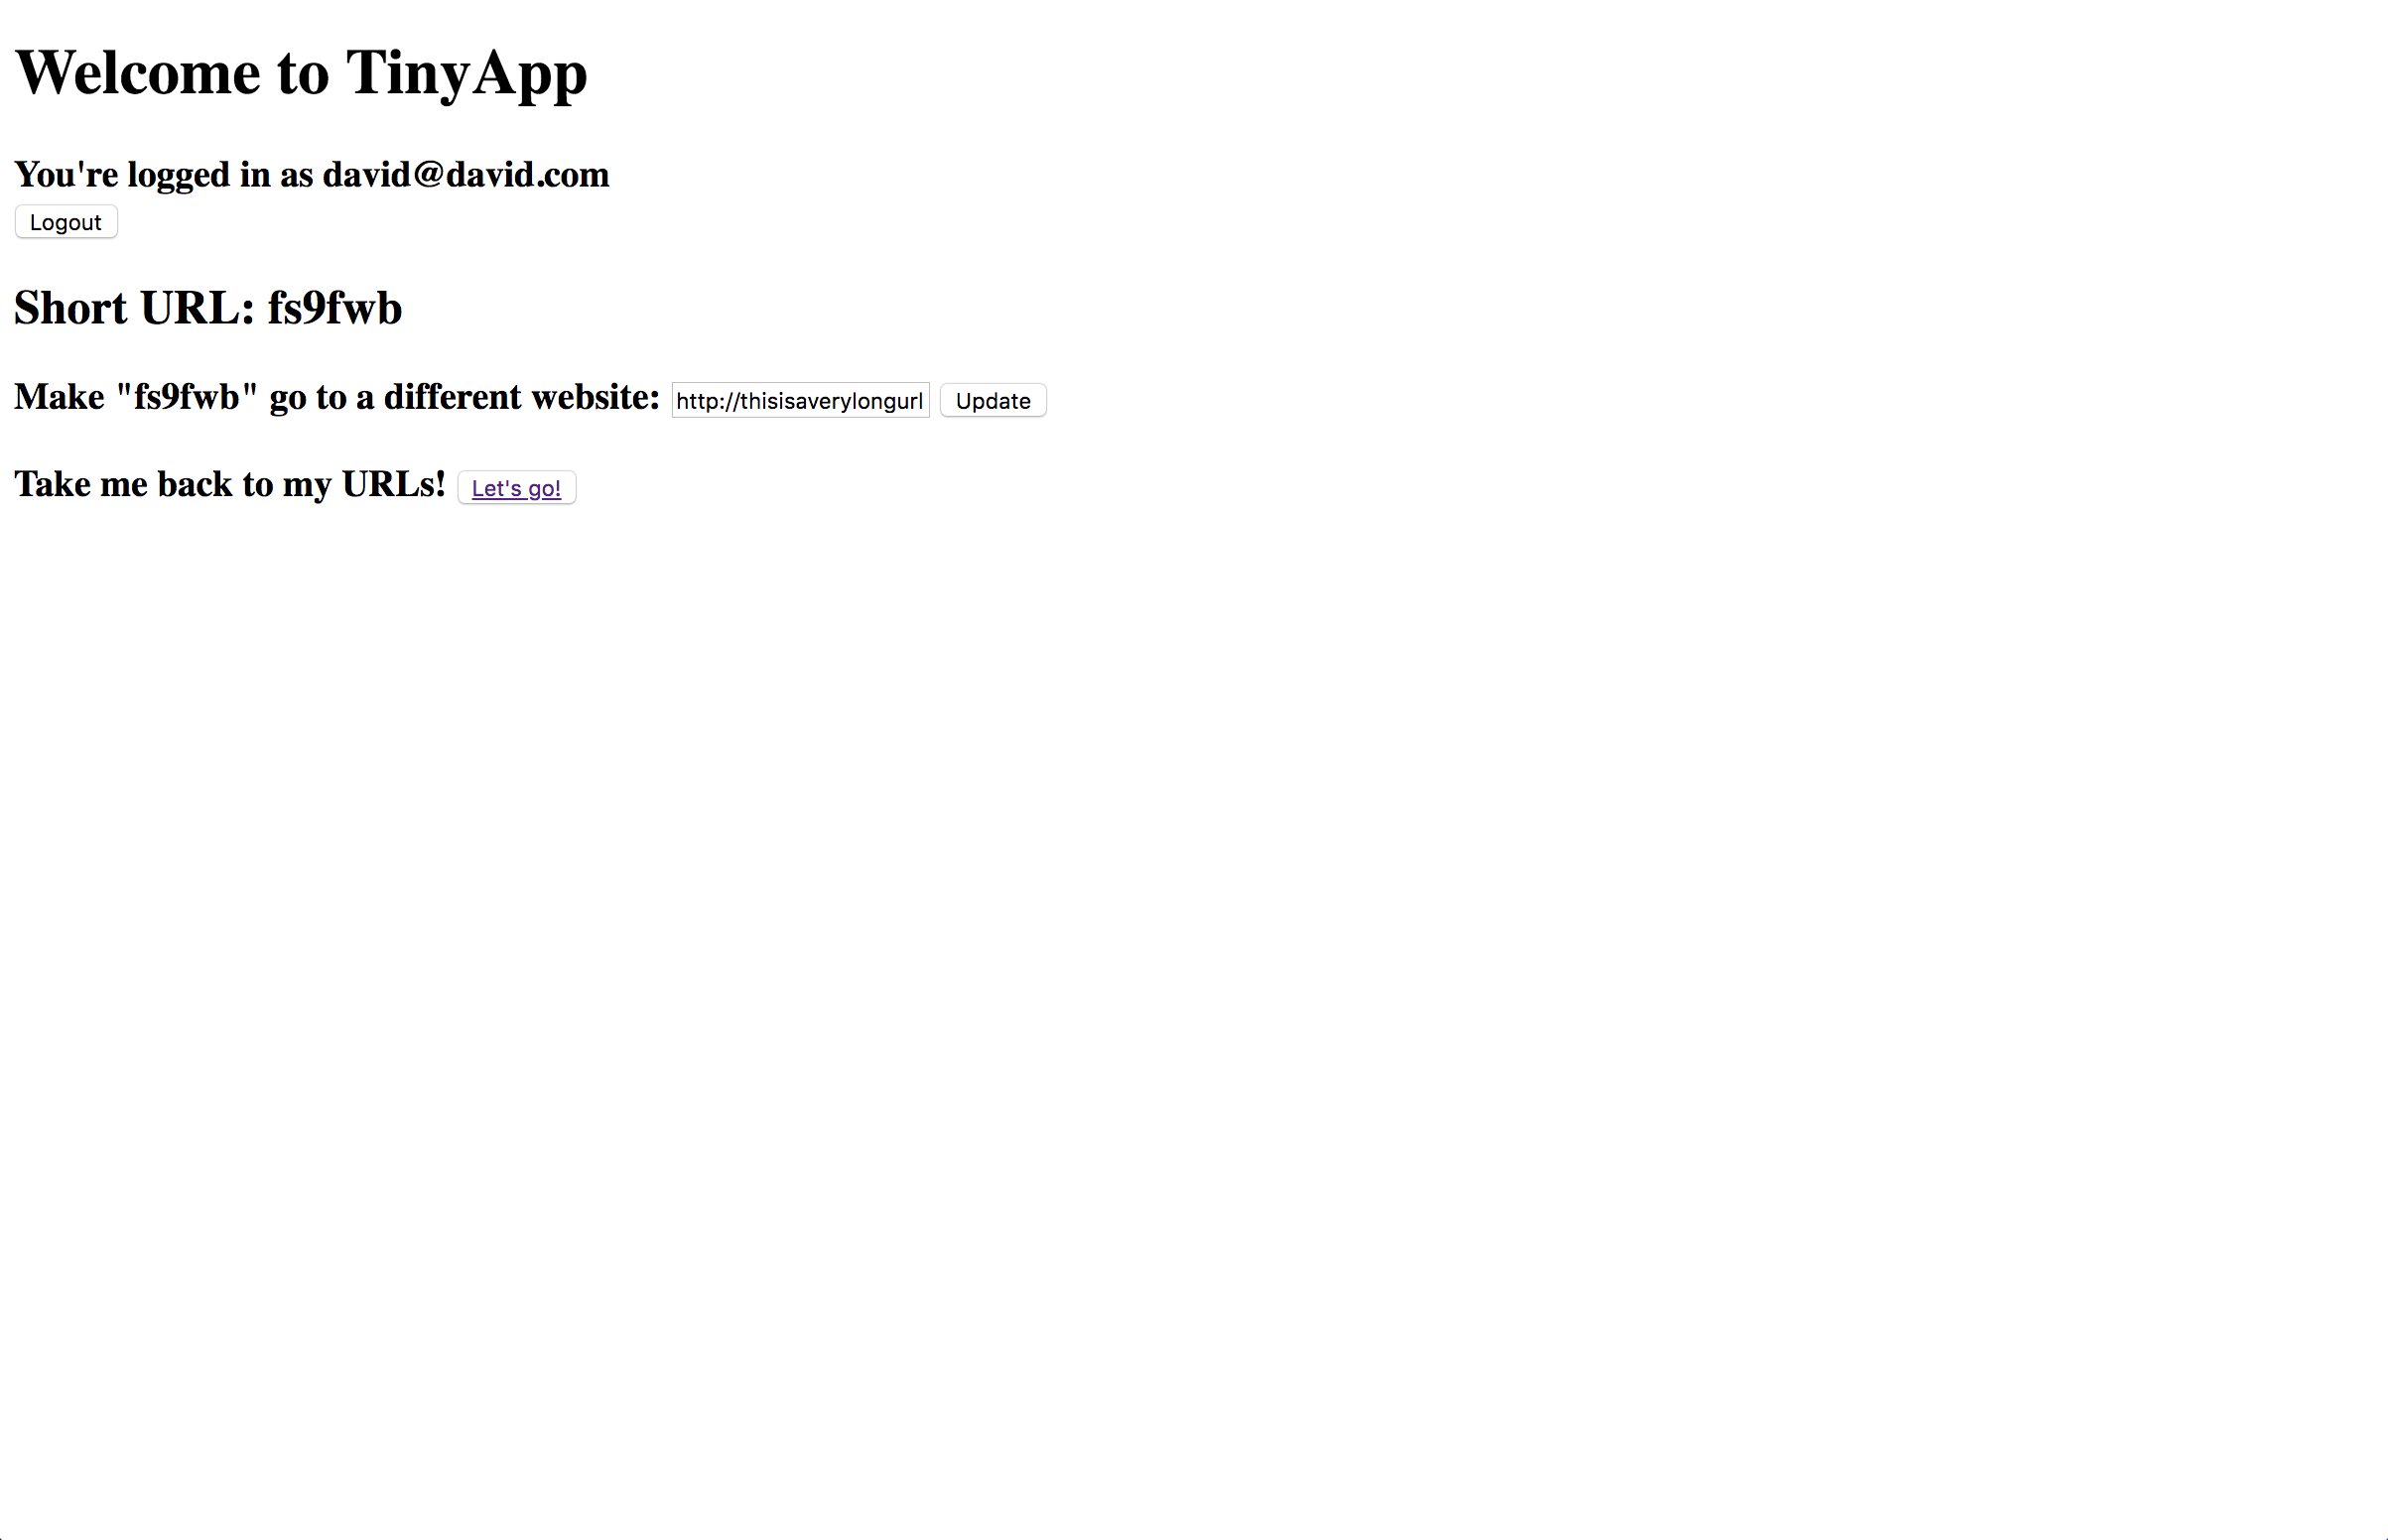 Welcome to TinyApp
You're logged in as david@david.com
Logout
Short URL: fs9fwb
Make "fs9fwb" go to a different website: http://thisisaverylongurl Update
Take me back to my URLs! Let's go!